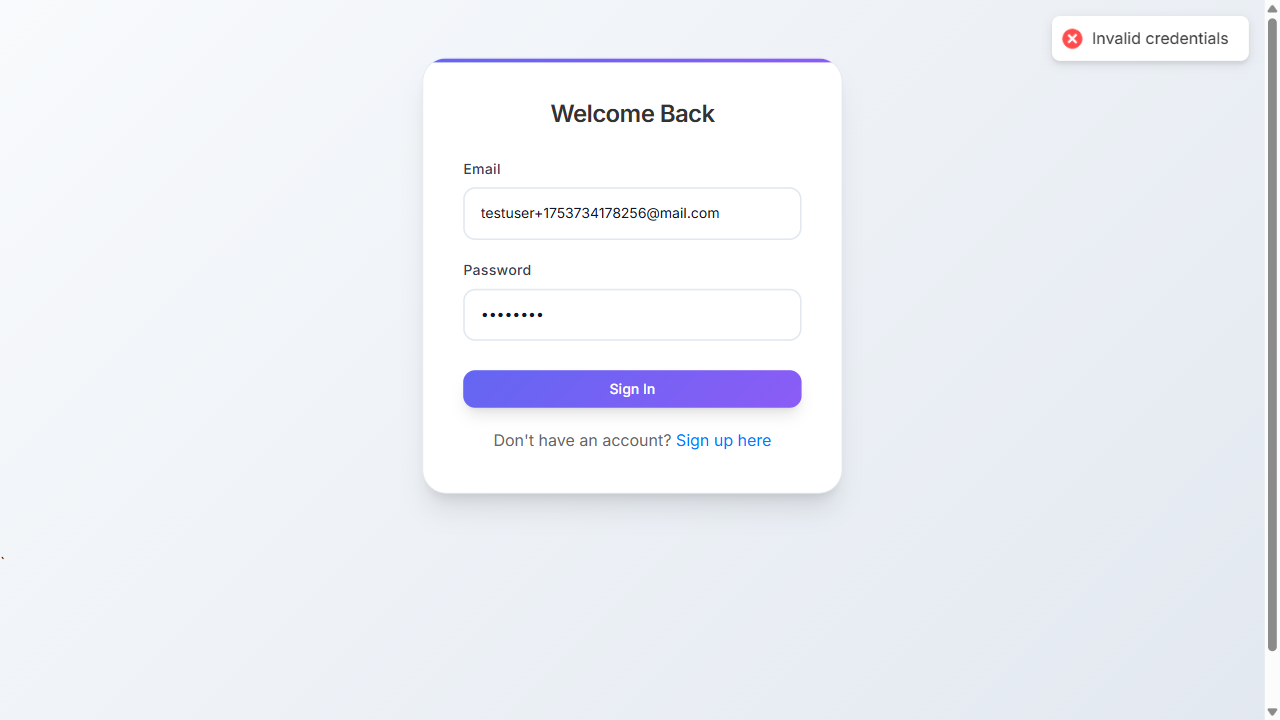 Invalid credentials
Welcome Back
Email
testuser+1753734178256@mail.com
Password
••••••••
Sign In
Don't have an account? Sign up here
`